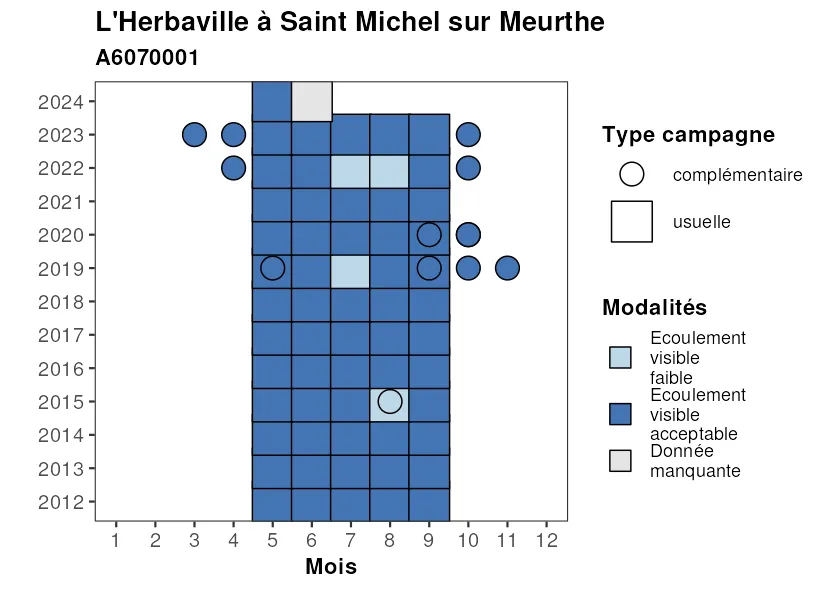 L'Herbaville à Saint Michel sur Meurthe
A6070001
2024
2023
2022
2021
2020
2019
2018
2017
2016
2015
2014
2013
2012
1 2 3 4 5 6 7 8 9 10 11 12
Mois
Type campagne
complémentaire
usuelle
Modalités
Ecoulement
visible
faible
Ecoulement
visible
acceptable
Donnée
manquante